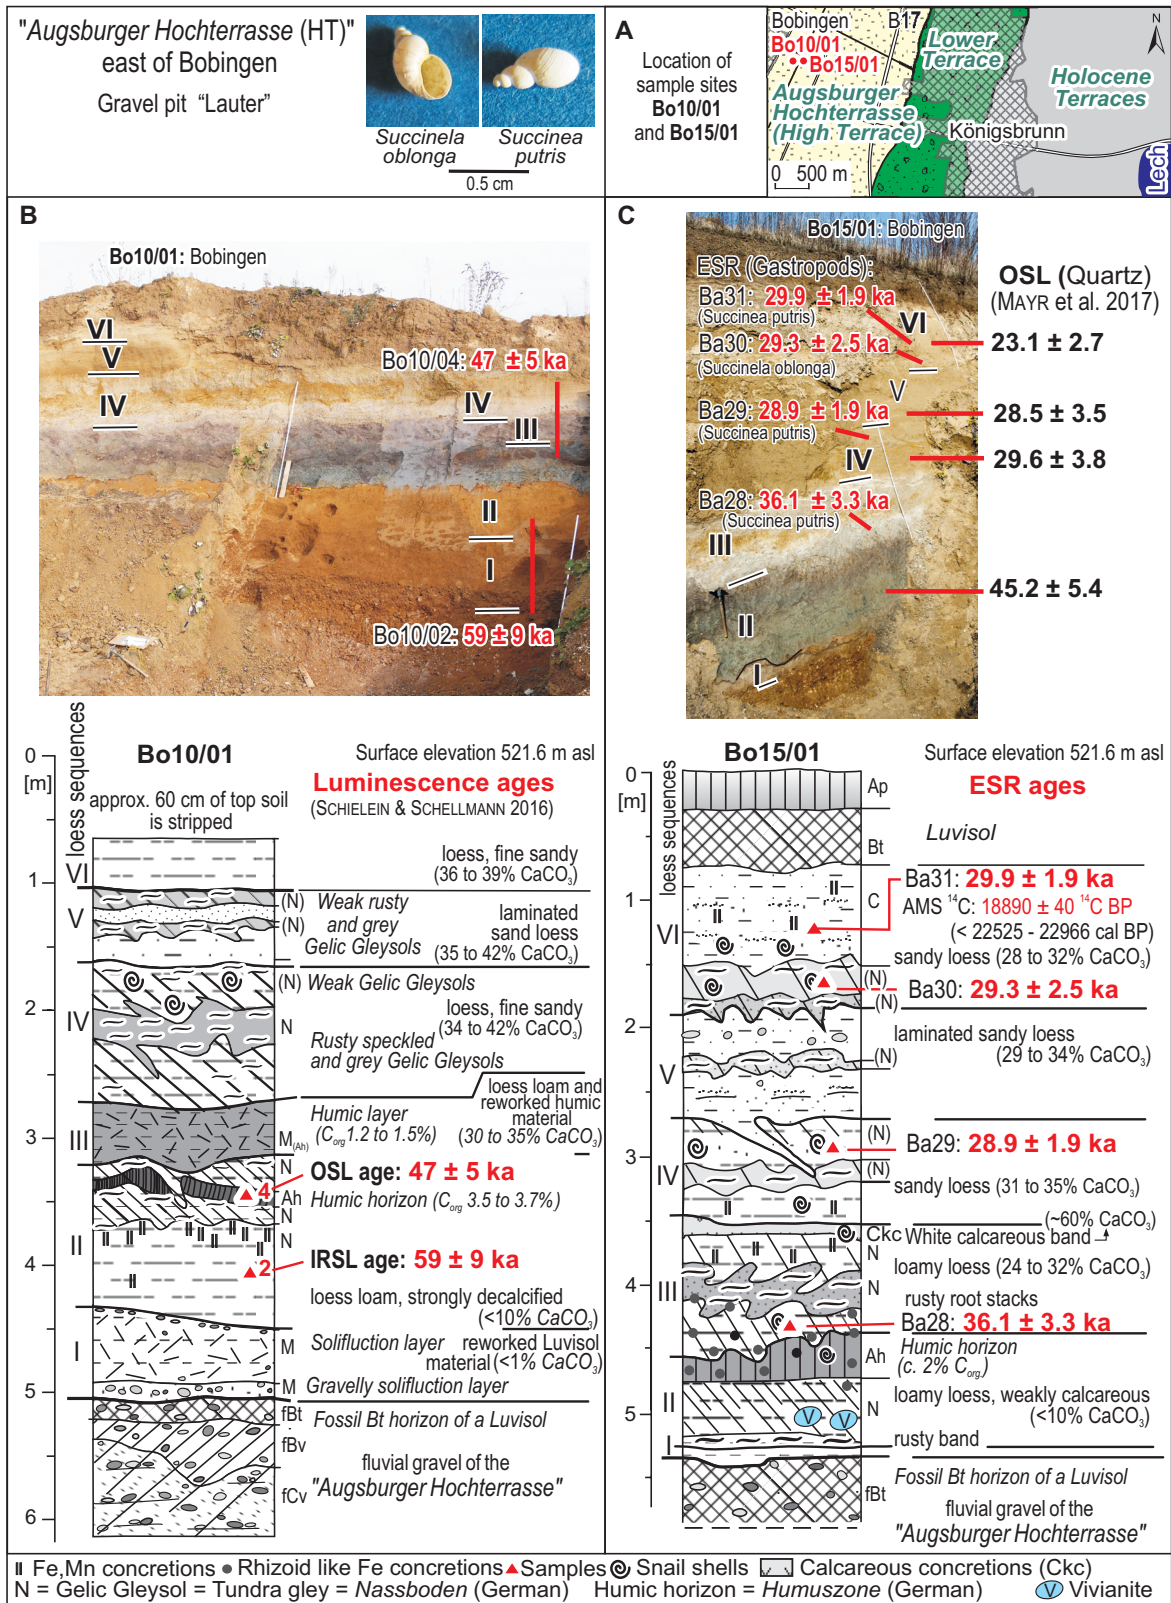 "Augsburger Hochterrasse (HT)"
east of Bobingen
Gravel pit "Lauter"
Succinela
oblonga
Succinea
putris
0.5 cm
A
Location of
sample sites
Bo10/01
and Bo15/01
Bobingen
B17
Bo10/01
Bo15/01
Augsburger
Hochterrasse
(High Terrace)
Lower
Terrace
Holocene
Terraces
Königsbrunn
Lech
N
0 500 m
B
Bo10/01: Bobingen
VI
V
IV
Bo10/04: 47 ± 5 ka
IV
III
II
I
Bo10/02: 59 ± 9 ka
C
Bo15/01: Bobingen
ESR (Gastropods):
Ba31: 29.9 ± 1.9 ka
(Succinea putris)
VI
Ba30: 29.3 ± 2.5 ka
(Succinela oblonga)
V
Ba29: 28.9 ± 1.9 ka
(Succinea putris)
IV
Ba28: 36.1 ± 3.3 ka
(Succinea putris)
III
II
I
OSL (Quartz)
(MAYR et al. 2017)
23.1 ± 2.7
28.5 ± 3.5
29.6 ± 3.8
45.2 ± 5.4
loess sequences
0
[m]
1
2
3
4
5
6
Bo10/01
approx. 60 cm of top soil
is stripped
Surface elevation 521.6 m asl
Luminescence ages
(SCHIELEIN & SCHELLMANN 2016)
VI
loess, fine sandy
(36 to 39% CaCO3)
V
(N)
(N)
Weak rusty
and grey
Gelic Gleysols
laminated
sand loess
(35 to 42% CaCO3)
IV
(N)
Weak Gelic Gleysols
N
loess, fine sandy
(34 to 42% CaCO3)
Rusty speckled
and grey Gelic Gleysols
III
M(Ah)
Humic layer
(Corg 1.2 to 1.5%)
loess loam and
reworked humic
material
(30 to 35% CaCO3)
II
N
4
OSL age: 47 ± 5 ka
Ah
Humic horizon (Corg 3.5 to 3.7%)
N
N
2
IRSL age: 59 ± 9 ka
loess loam, strongly decalcified
(<10% CaCO3)
I
M
Solifluction layer
reworked Luvisol
material (<1% CaCO3)
M
Gravelly solifluction layer
fBt
Fossil Bt horizon of a Luvisol
fBv
fCv
fluvial gravel of the
"Augsburger Hochterrasse"
loess sequences
0
[m]
1
2
3
4
5
Bo15/01
Surface elevation 521.6 m asl
ESR ages
Ap
Bt
Luvisol
VI
C
Ba31: 29.9 ± 1.9 ka
AMS 14C: 18890 ± 40 14C BP
(< 22525 - 22966 cal BP)
sandy loess (28 to 32% CaCO3)
(N)
Ba30: 29.3 ± 2.5 ka
(N)
V
laminated sandy loess
(29 to 34% CaCO3)
(N)
IV
(N)
Ba29: 28.9 ± 1.9 ka
(N)
sandy loess (31 to 35% CaCO3)
(~60% CaCO3)
Ckc
White calcareous band
III
N
loamy loess (24 to 32% CaCO3)
N
rusty root stacks
Ba28: 36.1 ± 3.3 ka
Ah
Humic horizon
(c. 2% Corg)
II
N
loamy loess, weakly calcareous
(<10% CaCO3)
V
V
I
rusty band
fBt
Fossil Bt horizon of a Luvisol
fluvial gravel of the
"Augsburger Hochterrasse"
Fe,Mn concretions
Rhizoid like Fe concretions
Samples
Snail shells
Calcareous concretions (Ckc)
N = Gelic Gleysol = Tundra gley = Nassboden (German)
Humic horizon = Humuszone (German)
V
Vivianite